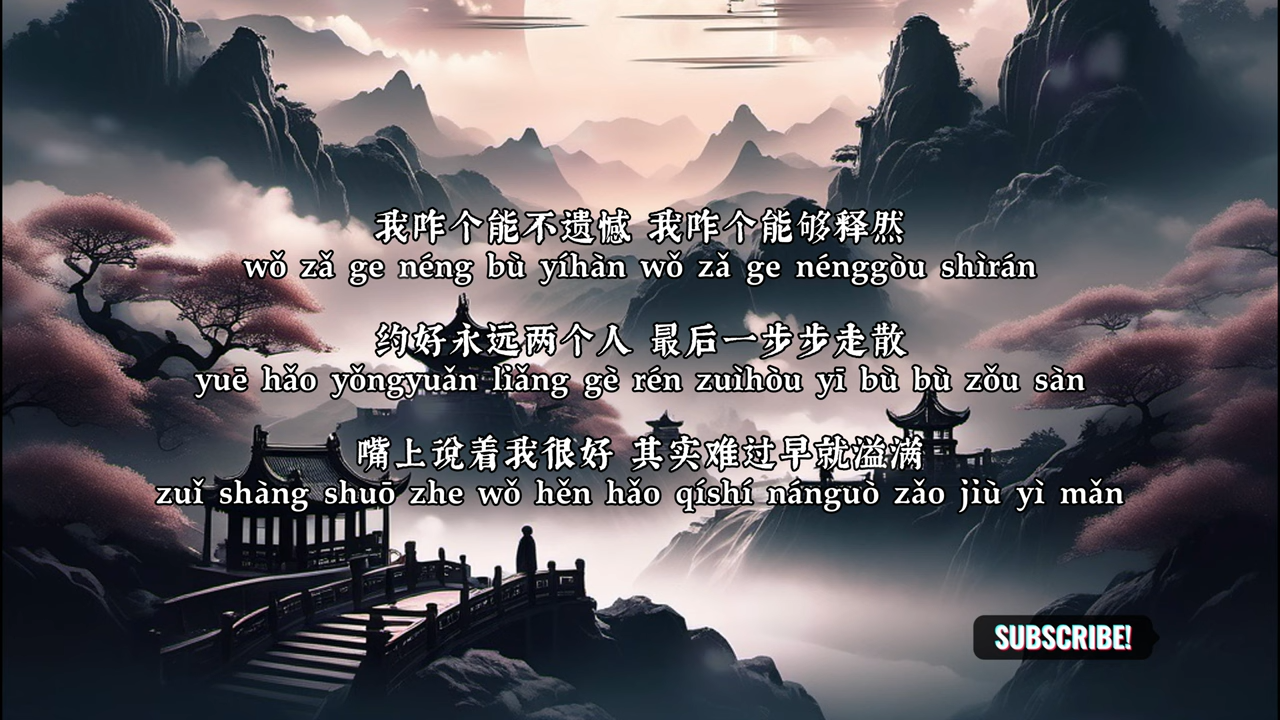 我咋个能不遗憾 我咋个能够释然
wǒ zǎ ge néng bù yíhàn wǒ zǎ ge nénggòu shìrán
约好永远两个人 最后一步步走散
yuē hǎo yǒngyuǎn liǎng gè rén zuìhòu yī bù bù zǒu sàn
嘴上说着我很好 其实难过早就溢满
zuǐ shàng shuō zhe wǒ hěn hǎo qíshí nánguò zǎo jiù yì mǎn
SUBSCRIBE!